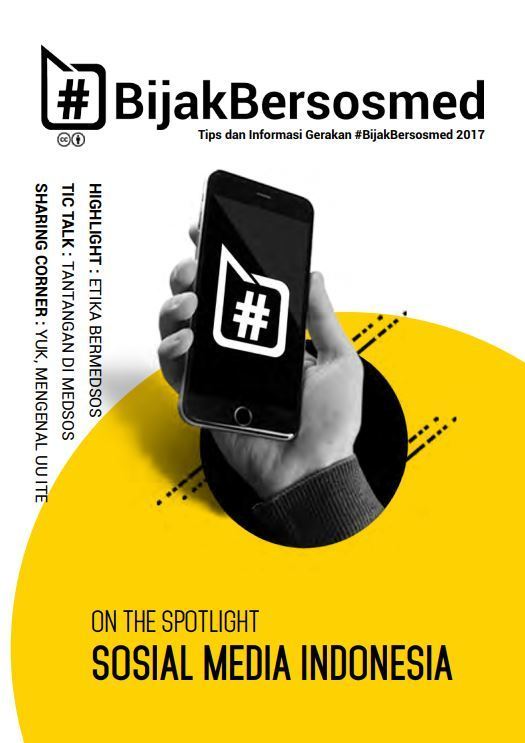 #BijakBersosmed
Tips dan Informasi Gerakan #BijakBersosmed 2017
HIGHLIGHT : ETIKA BERMEDSOS
TIC TALK : TANTANGAN DI MEDSOS
SHARING CORNER : YUK, MENGENAL UU ITE
#
ON THE SPOTLIGHT
SOSIAL MEDIA INDONESIA